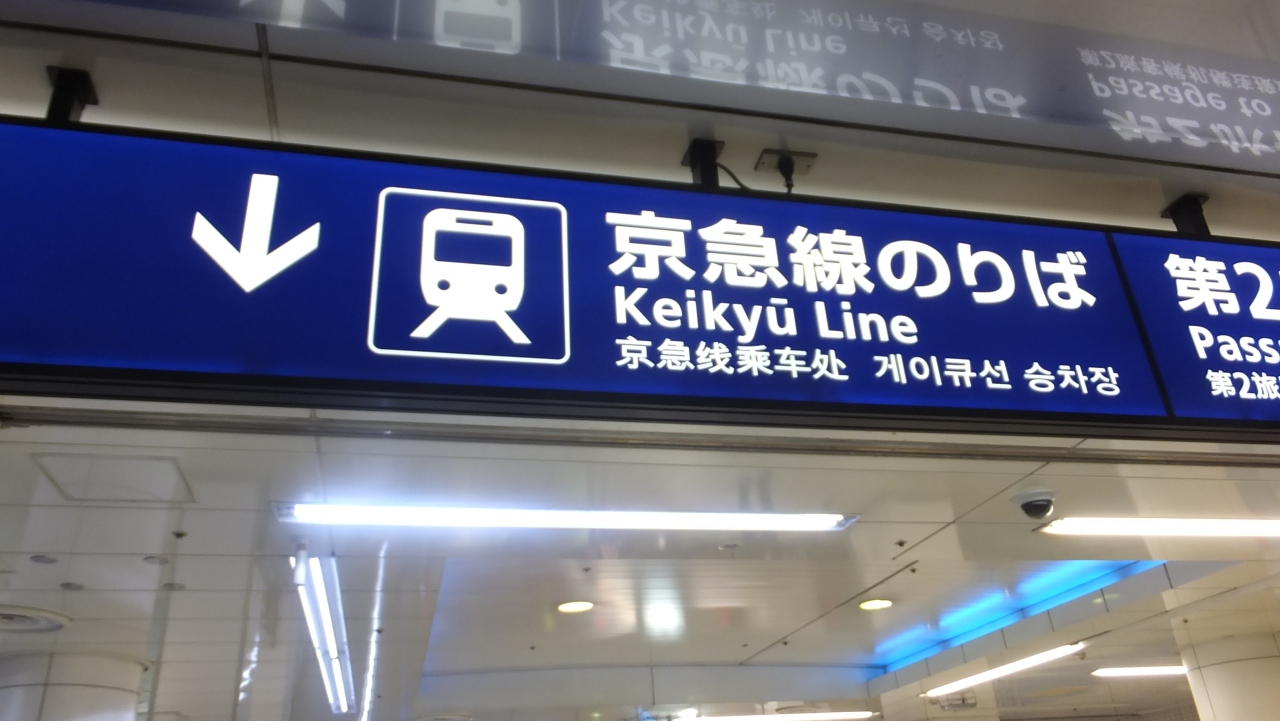 京急線のりば
Keikyū Line
京急线乘车处 게이큐선 승차장
第2
Pass
第2旅